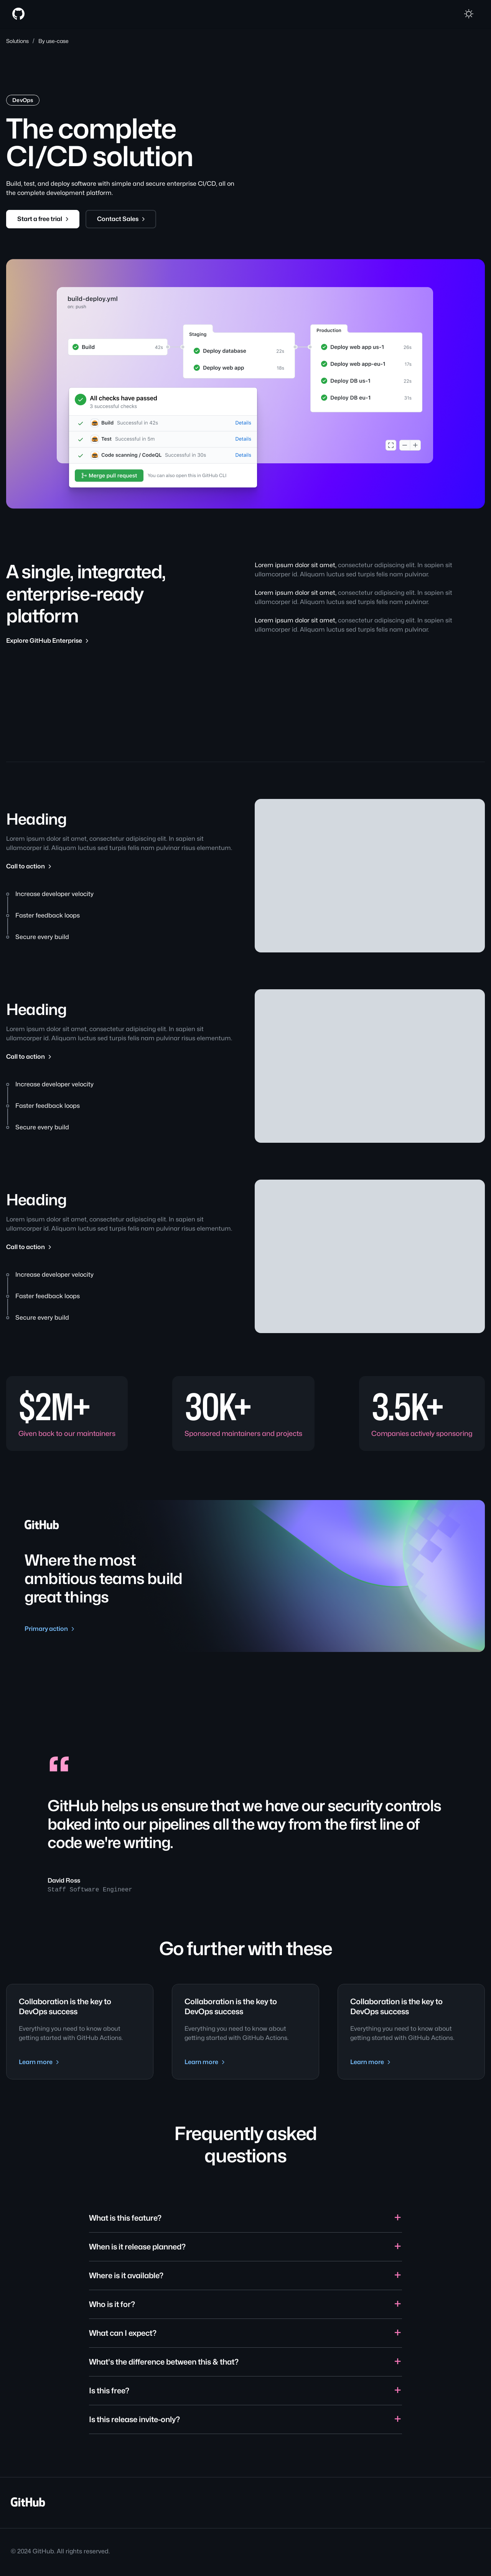 Solutions / By use-case
DevOps
The complete
CI/CD solution
Build, test, and deploy software with simple and secure enterprise CI/CD, all on
the complete development platform.
Start a free trial
Contact Sales
build-deploy.yml
on: push
Build 42s
Staging
Deploy database 22s
Deploy web app 18s
Production
Deploy web app us-1 26s
Deploy web app-eu-1 17s
Deploy DB us-1 22s
Deploy DB eu-1 31s
All checks have passed
3 successful checks
Build Successful in 42s Details
Test Successful in 5m Details
Code scanning / CodeQL Successful in 30s Details
Merge pull request You can also open this in GitHub CLI
A single, integrated,
enterprise-ready
platform
Explore GitHub Enterprise
Lorem ipsum dolor sit amet, consectetur adipiscing elit. In sapien sit
ullamcorper id. Aliquam luctus sed turpis felis nam pulvinar.
Lorem ipsum dolor sit amet, consectetur adipiscing elit. In sapien sit
ullamcorper id. Aliquam luctus sed turpis felis nam pulvinar.
Lorem ipsum dolor sit amet, consectetur adipiscing elit. In sapien sit
ullamcorper id. Aliquam luctus sed turpis felis nam pulvinar.
Heading
Lorem ipsum dolor sit amet, consectetur adipiscing elit. In sapien sit
ullamcorper id. Aliquam luctus sed turpis felis nam pulvinar risus elementum.
Call to action
Increase developer velocity
Faster feedback loops
Secure every build
Heading
Lorem ipsum dolor sit amet, consectetur adipiscing elit. In sapien sit
ullamcorper id. Aliquam luctus sed turpis felis nam pulvinar risus elementum.
Call to action
Increase developer velocity
Faster feedback loops
Secure every build
Heading
Lorem ipsum dolor sit amet, consectetur adipiscing elit. In sapien sit
ullamcorper id. Aliquam luctus sed turpis felis nam pulvinar risus elementum.
Call to action
Increase developer velocity
Faster feedback loops
Secure every build
$2M+
Given back to our maintainers
30K+
Sponsored maintainers and projects
3.5K+
Companies actively sponsoring
GitHub
Where the most
ambitious teams build
great things
Primary action
“
GitHub helps us ensure that we have our security controls
baked into our pipelines all the way from the first line of
code we're writing.
David Ross
Staff Software Engineer
Go further with these
Collaboration is the key to
DevOps success
Everything you need to know about
getting started with GitHub Actions.
Learn more
Collaboration is the key to
DevOps success
Everything you need to know about
getting started with GitHub Actions.
Learn more
Collaboration is the key to
DevOps success
Everything you need to know about
getting started with GitHub Actions.
Learn more
Frequently asked
questions
What is this feature?
When is it release planned?
Where is it available?
Who is it for?
What can I expect?
What's the difference between this & that?
Is this free?
Is this release invite-only?
GitHub
© 2024 GitHub. All rights reserved.